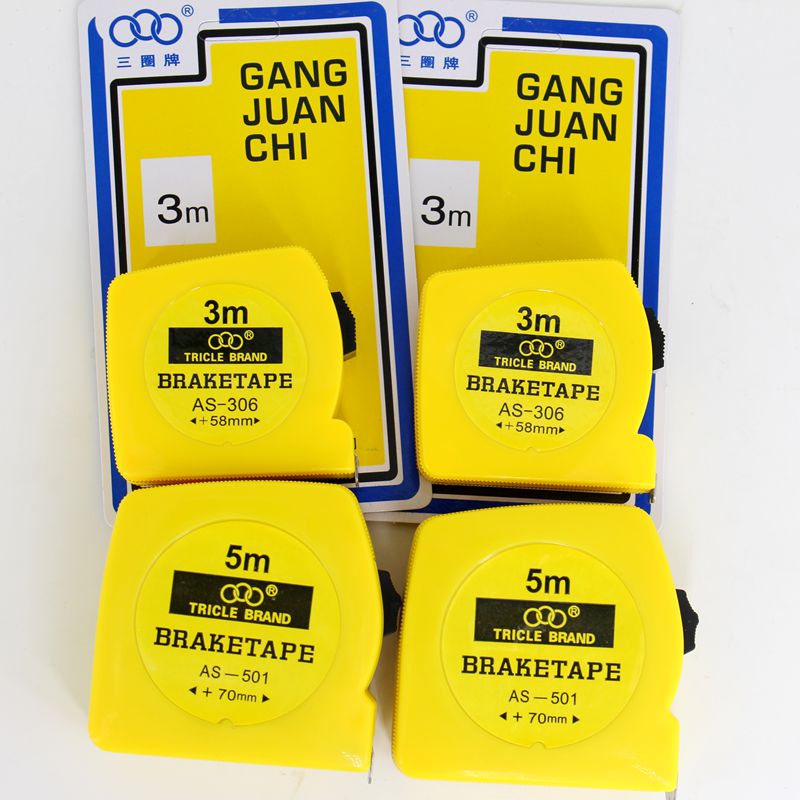 ®
三圈牌
GANG
JUAN
CHI
3m
®
三圈牌
GANG
JUAN
CHI
3m
3m
®
TRICLE BRAND
BRAKETAPE
AS-306
+58mm
3m
®
TRICLE BRAND
BRAKETAPE
AS-306
+58mm
5m
®
TRICLE BRAND
BRAKETAPE
AS—501
+70mm
5m
®
TRICLE BRAND
BRAKETAPE
AS—501
+70mm